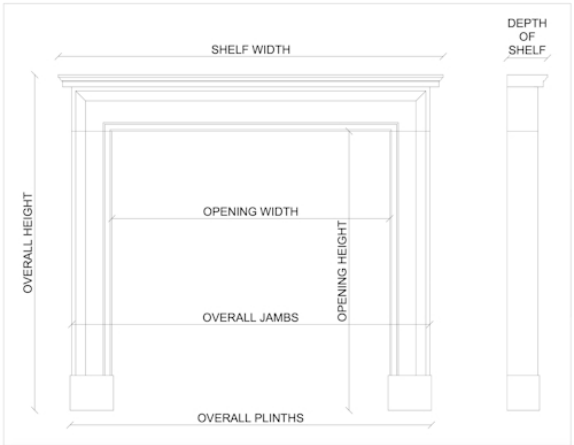 SHELF WIDTH
DEPTH
OF
SHELF
OVERALL HEIGHT
OPENING WIDTH
OPENING HEIGHT
OVERALL JAMBS
OVERALL PLINTHS